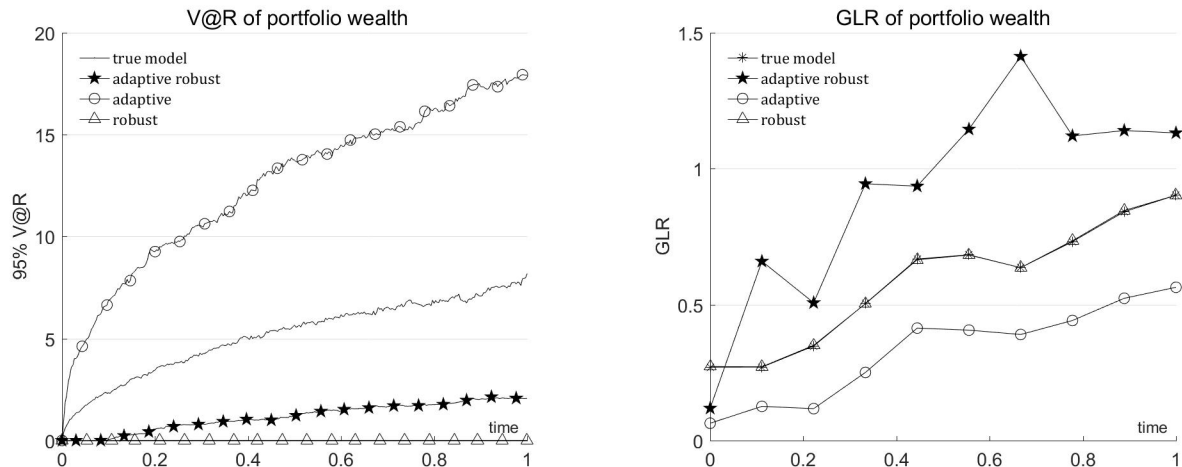 V@R of portfolio wealth
20
15
10
5
0
95% V@R
true model
adaptive robust
adaptive
robust
time
0 0.2 0.4 0.6 0.8 1
GLR of portfolio wealth
1.5
1
0.5
0
GLR
true model
adaptive robust
adaptive
robust
time
0 0.2 0.4 0.6 0.8 1